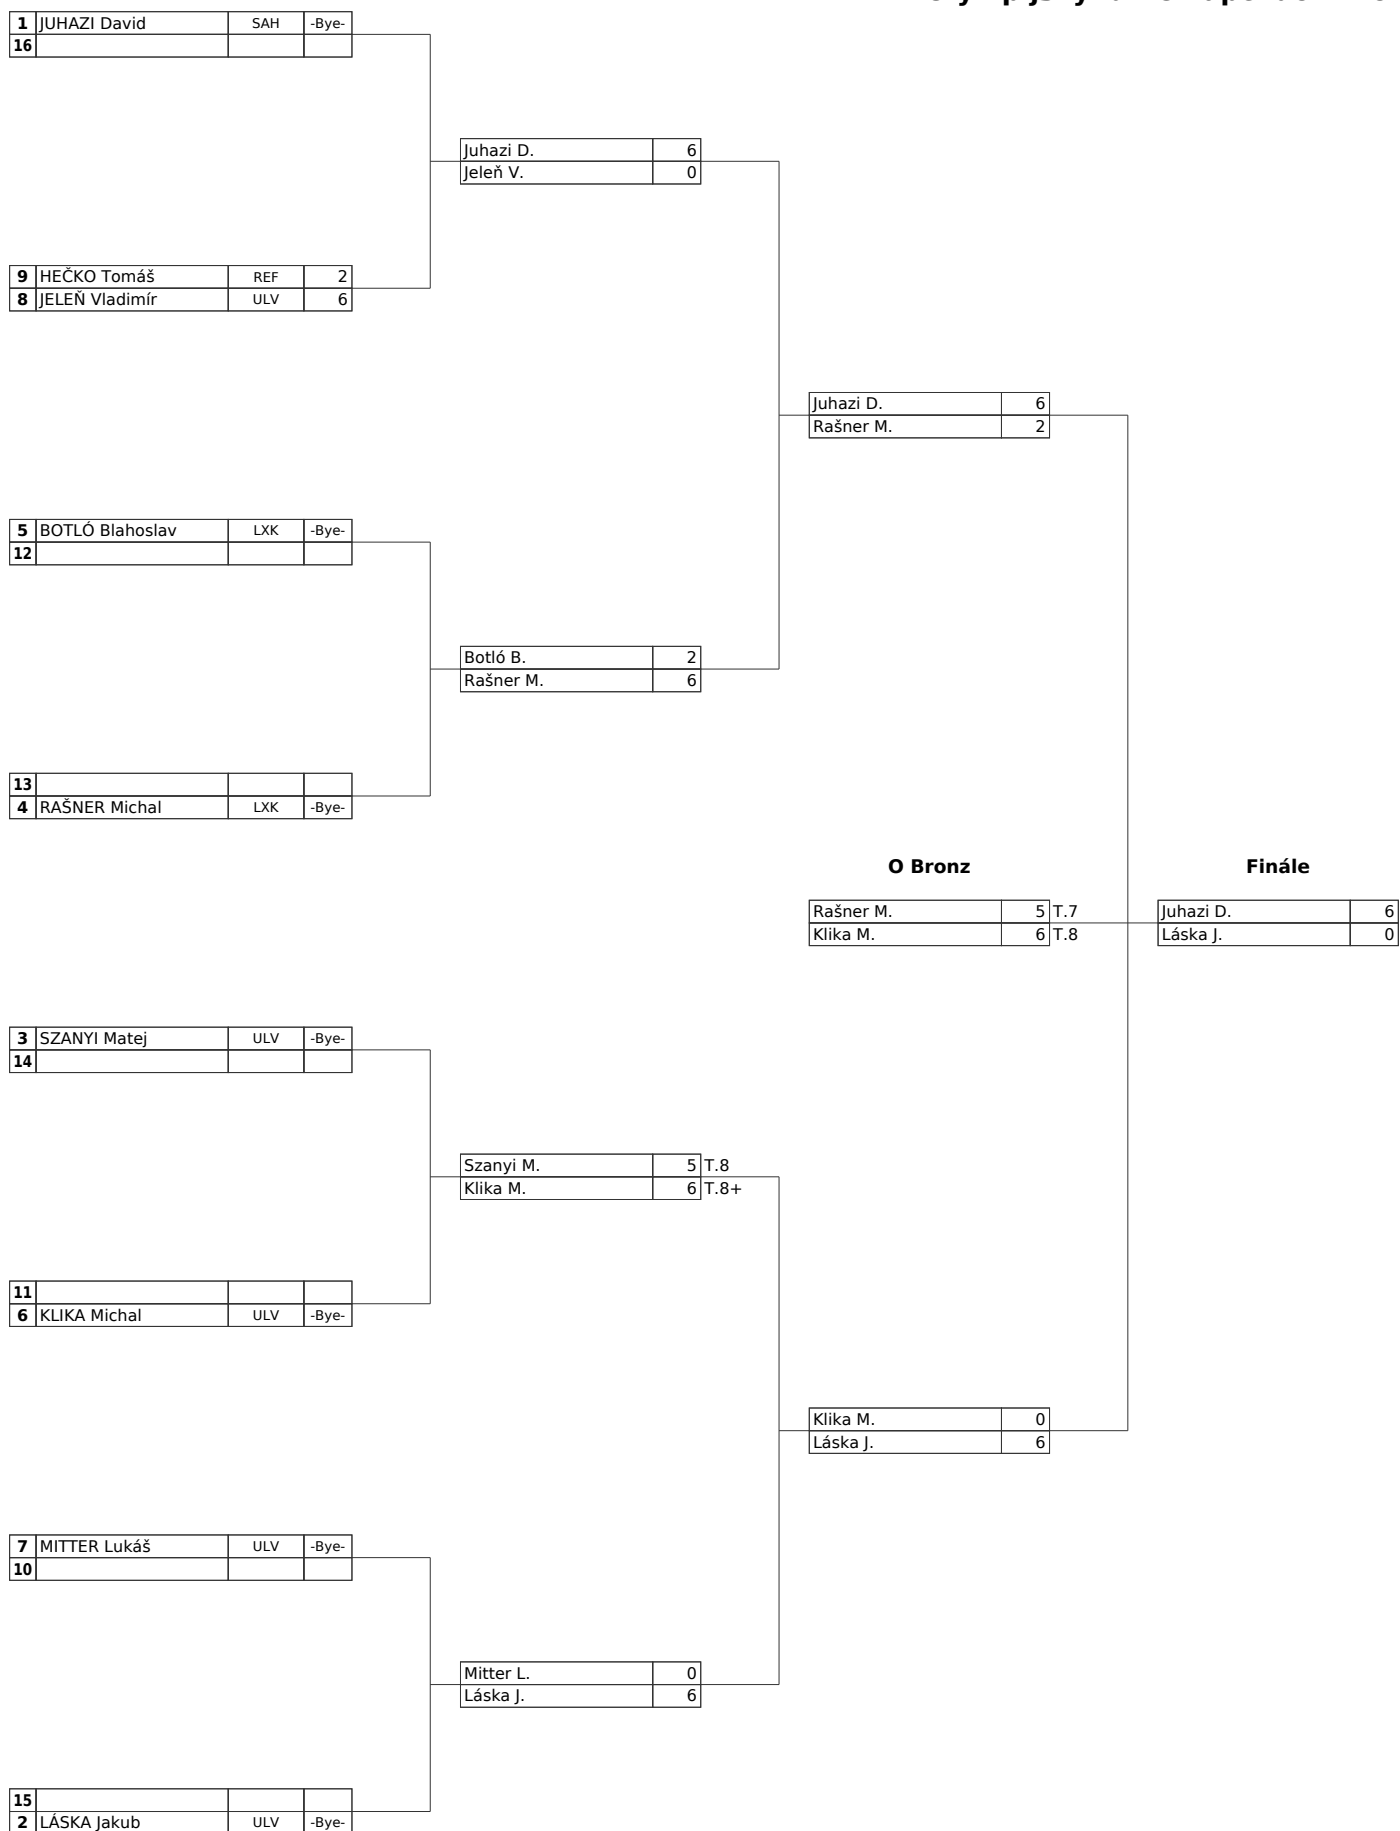 1 JUHAZI David SAH -Bye-
16
Juhazi D. 6
Jeleň V. 0
9 HEČKO Tomáš REF 2
8 JELEŇ Vladimír ULV 6
Juhazi D. 6
Rašner M. 2
5 BOTLÓ Blahoslav LXK -Bye-
12
Botló B. 2
Rašner M. 6
13
4 RAŠNER Michal LXK -Bye-
O Bronz
Finále
Rašner M. 5 T.7
Klika M. 6 T.8
Juhazi D. 6
Láska J. 0
3 SZANYI Matej ULV -Bye-
14
Szanyi M. 5 T.8
Klika M. 6 T.8+
11
6 KLIKA Michal ULV -Bye-
Klika M. 0
Láska J. 6
7 MITTER Lukáš ULV -Bye-
10
Mitter L. 0
Láska J. 6
15
2 LÁSKA Jakub ULV -Bye-